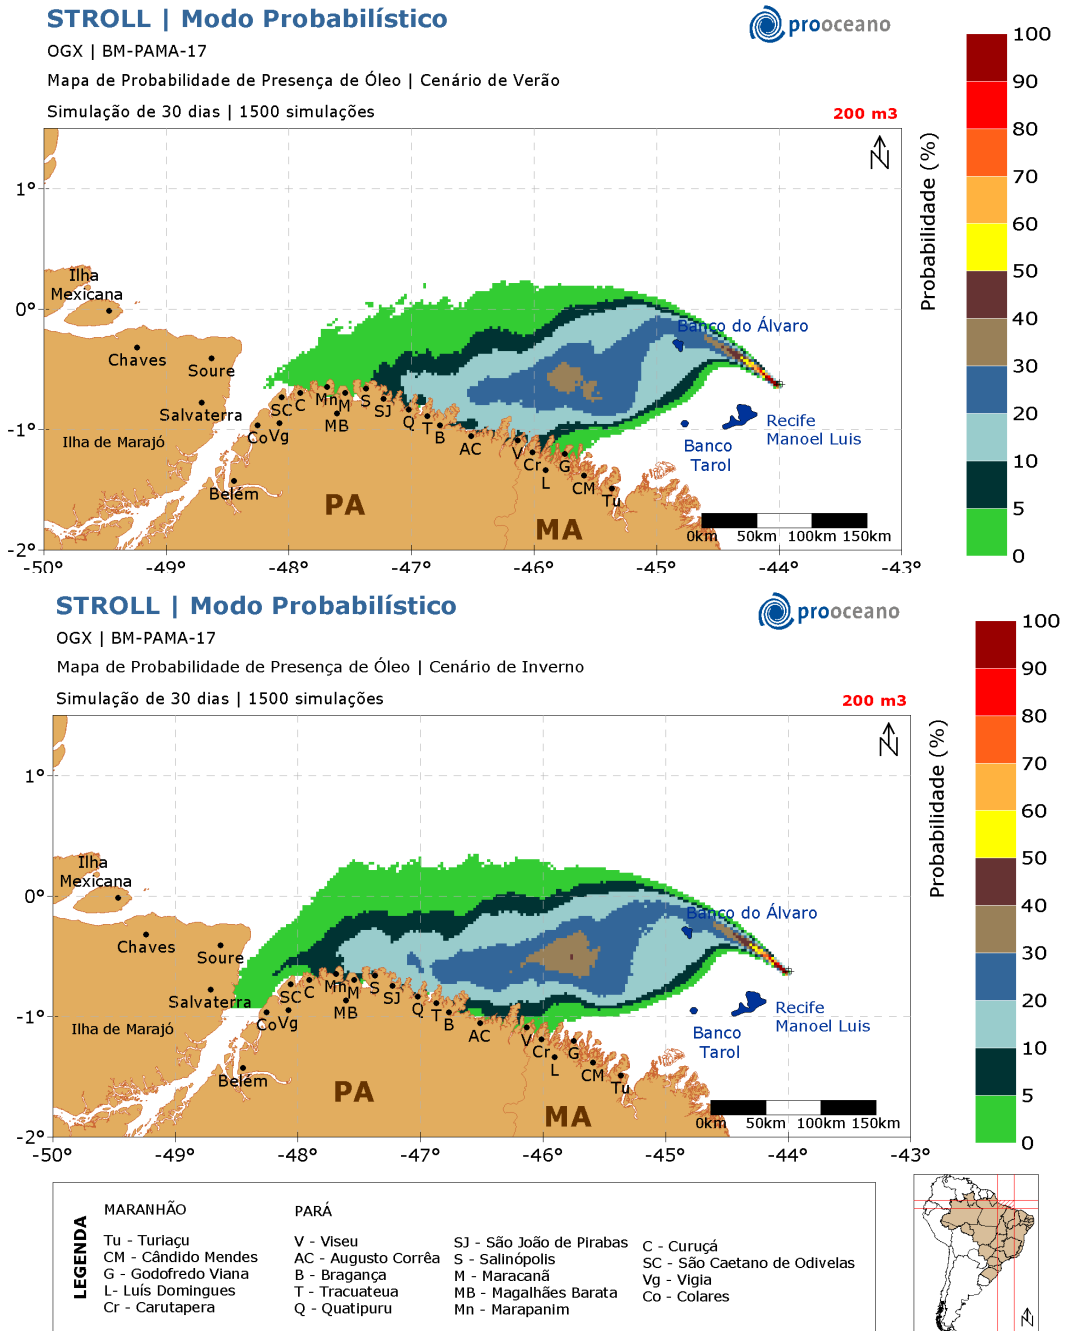 STROLL | Modo Probabilístico
prooceano
OGX | BM-PAMA-17
Mapa de Probabilidade de Presença de Óleo | Cenário de Verão
Simulação de 30 dias | 1500 simulações
200 m3
N
1°
0°
-1°
-2°
-50°
-49°
-48°
-47°
-46°
-45°
-44°
-43°
Ilha
Mexicana
Chaves
Soure
Salvaterra
Ilha de Marajó
Belém
Co
Vg
SC
C
Mn
M
MB
S
SJ
Q
T
B
AC
V
Cr
L
G
CM
Tu
PA
MA
Banco do Álvaro
Recife
Manoel Luis
Banco
Tarol
0km 50km 100km 150km
Probabilidade (%)
100
90
80
70
60
50
40
30
20
10
5
0
STROLL | Modo Probabilístico
prooceano
OGX | BM-PAMA-17
Mapa de Probabilidade de Presença de Óleo | Cenário de Inverno
Simulação de 30 dias | 1500 simulações
200 m3
N
1°
0°
-1°
-2°
-50°
-49°
-48°
-47°
-46°
-45°
-44°
-43°
Ilha
Mexicana
Chaves
Soure
Salvaterra
Ilha de Marajó
Belém
Co
Vg
SC
C
Mn
M
MB
S
SJ
Q
T
B
AC
V
Cr
L
G
CM
Tu
PA
MA
Banco do Álvaro
Recife
Manoel Luis
Banco
Tarol
0km 50km 100km 150km
Probabilidade (%)
100
90
80
70
60
50
40
30
20
10
5
0
LEGENDA
MARANHÃO
Tu - Turiaçu
CM - Cândido Mendes
G - Godofredo Viana
L- Luís Domingues
Cr - Carutapera
PARÁ
V - Viseu
AC - Augusto Corrêa
B - Bragança
T - Tracuateua
Q - Quatipuru
SJ - São João de Pirabas
S - Salinópolis
M - Maracanã
MB - Magalhães Barata
Mn - Marapanim
C - Curuçá
SC - São Caetano de Odivelas
Vg - Vigia
Co - Colares
N